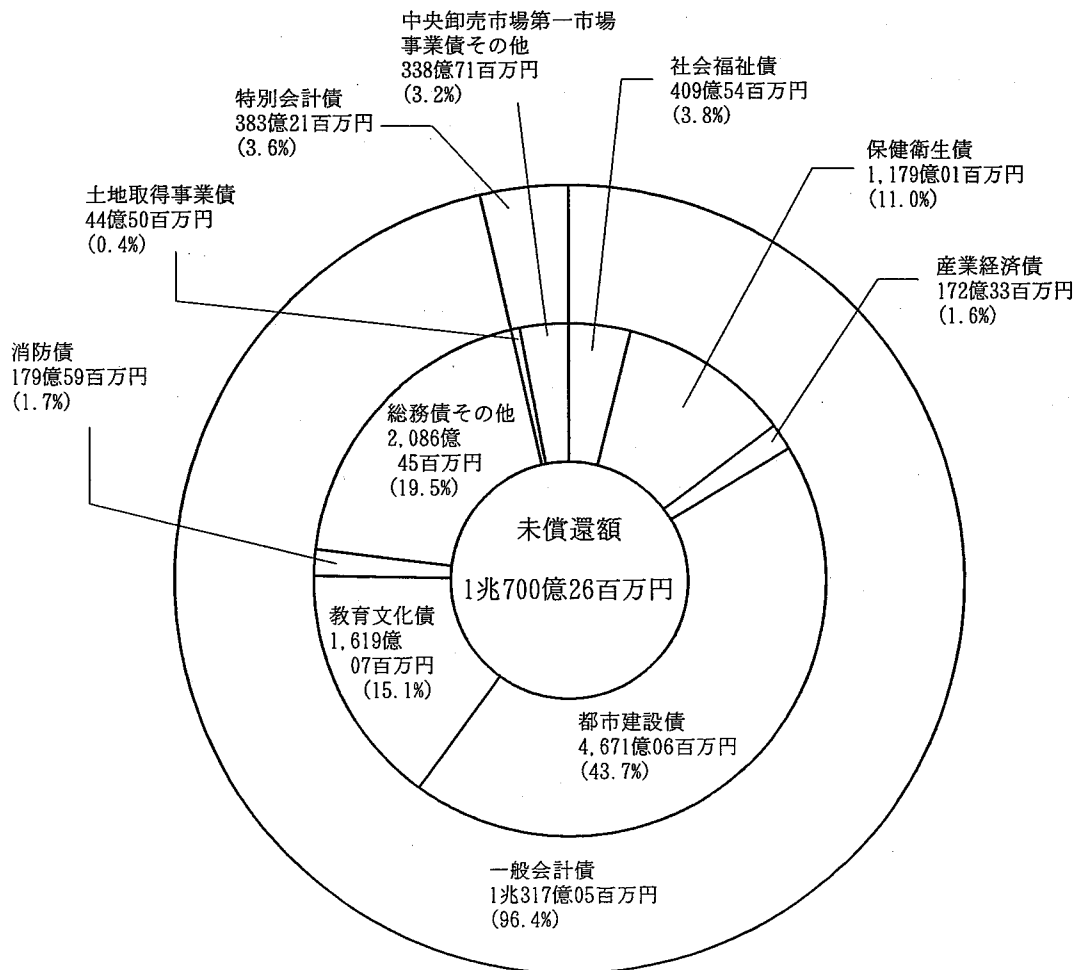 中央卸売市場第一市場
事業債その他
338億71百万円
(3.2%)
社会福祉債
409億54百万円
(3.8%)
特別会計債
383億21百万円
(3.6%)
保健衛生債
1,179億01百万円
(11.0%)
土地取得事業債
44億50百万円
(0.4%)
産業経済債
172億33百万円
(1.6%)
消防債
179億59百万円
(1.7%)
総務債その他
2,086億
45百万円
(19.5%)
未償還額
1兆700億26百万円
教育文化債
1,619億
07百万円
(15.1%)
都市建設債
4,671億06百万円
(43.7%)
一般会計債
1兆317億05百万円
(96.4%)